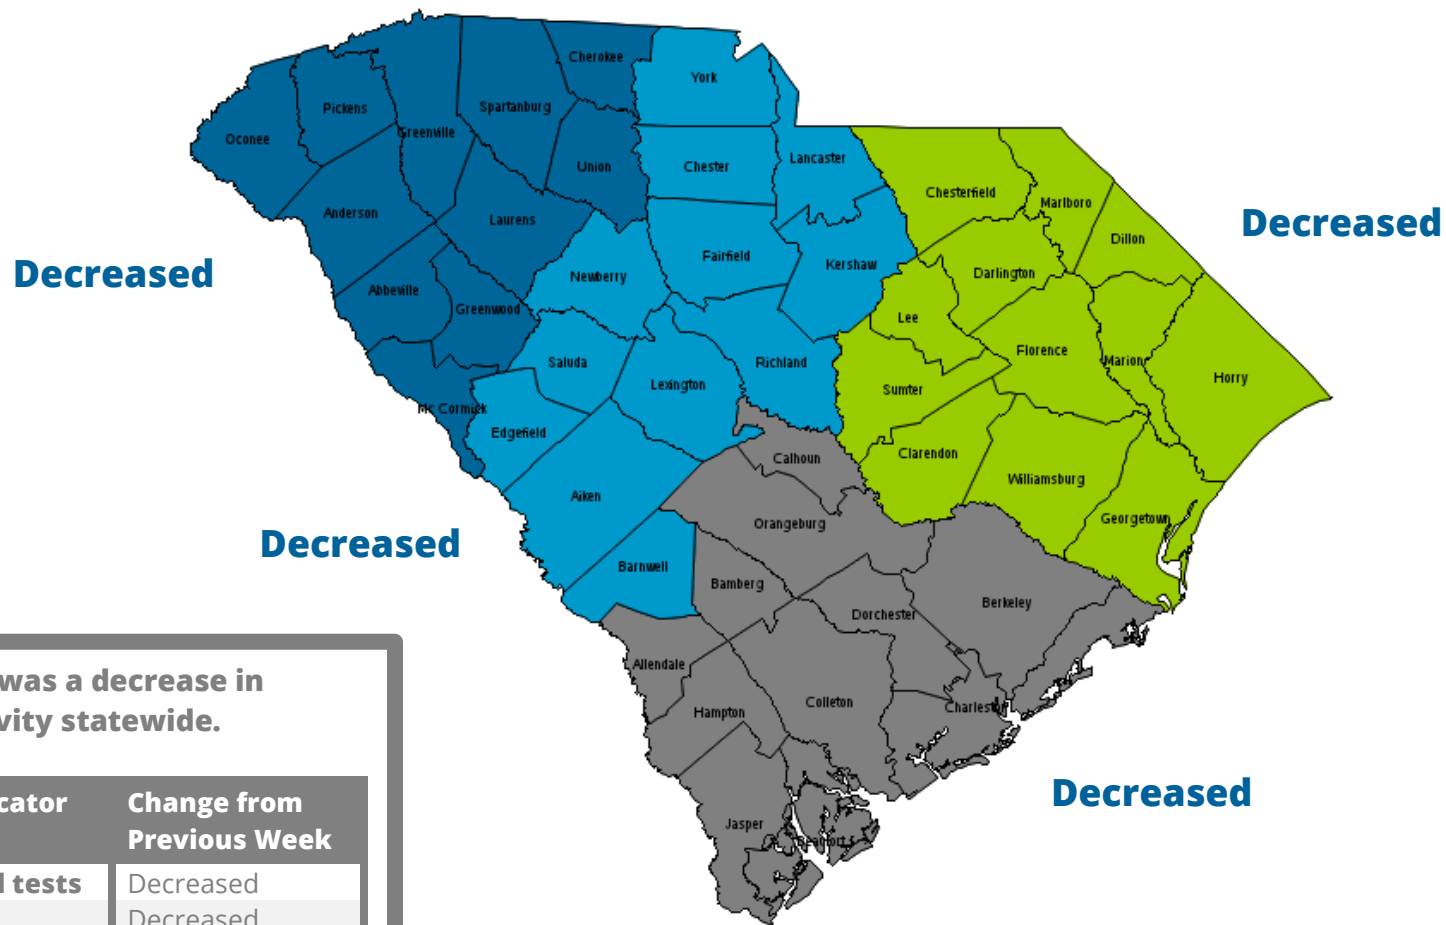 Cherokee
York
Pickens
Spartanburg
Greenville
Oconee
Union
Chester
Lancaster
Chesterfield
Marlboro
Anderson
Laurens
Dillon
Decreased
Fairfield
Kershaw
Darlington
Decreased
Newberry
Abbeville
Greenwood
Lee
Florence
Marion
Saluda
Richland
Lexington
Sumter
Horry
Mc Cormick
Edgefield
Calhoun
Clarendon
Williamsburg
Aiken
Orangeburg
Georgetown
Decreased
Barnwell
Bamberg
Berkeley
Dorchester
Allendale
Hampton
Colleton
Charleston
Decreased
Jasper
Beaufort
was a decrease in
vity statewide.
cator Change from
Previous Week
l tests Decreased
Decreased